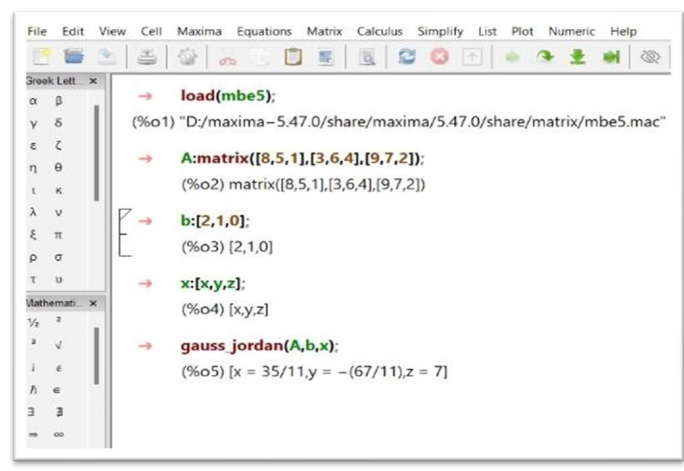 File Edit View Cell Maxima Equations Matrix Calculus Simplify List Plot Numeric Help
Greek Lett... ×
α β
γ δ
ε ζ
η θ
ι κ
λ ν
ξ π
ρ σ
τ υ
Mathemati... ×
½ ²
³ √
ħ ∈
∃ ∄
⇒ ∞
→ load(mbe5);
(%o1) "D:/maxima−5.47.0/share/maxima/5.47.0/share/matrix/mbe5.mac"
→ A:matrix([8,5,1],[3,6,4],[9,7,2]);
(%o2) matrix([8,5,1],[3,6,4],[9,7,2])
→ b:[2,1,0];
(%o3) [2,1,0]
→ x:[x,y,z];
(%o4) [x,y,z]
→ gauss_jordan(A,b,x);
(%o5) [x = 35/11,y = −(67/11),z = 7]